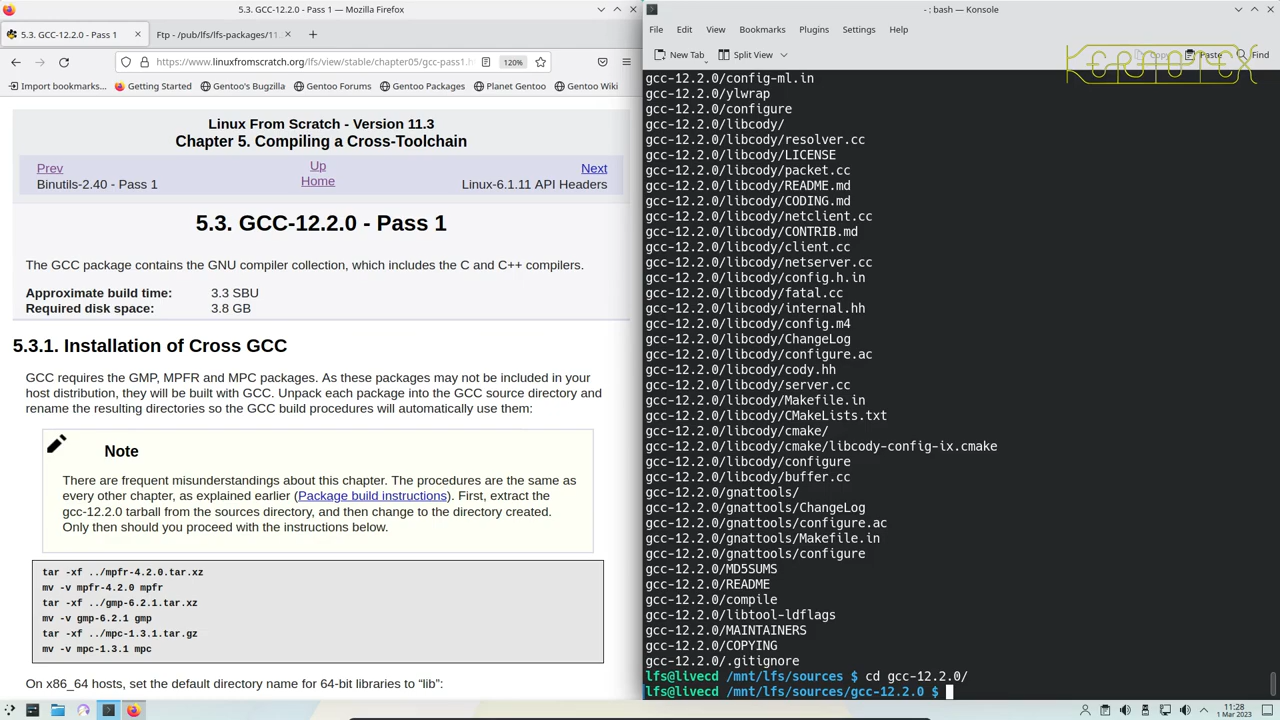 5.3. GCC-12.2.0 - Pass 1 — Mozilla Firefox
5.3. GCC-12.2.0 - Pass 1
Ftp - /pub/lfs/lfs-packages/11.
https://www.linuxfromscratch.org/lfs/view/stable/chapter05/gcc-pass1.h
120%
Import bookmarks...
Getting Started
Gentoo's Bugzilla
Gentoo Forums
Gentoo Packages
Planet Gentoo
Gentoo Wiki
Linux From Scratch - Version 11.3
Chapter 5. Compiling a Cross-Toolchain
Prev
Up
Next
Binutils-2.40 - Pass 1
Home
Linux-6.1.11 API Headers
5.3. GCC-12.2.0 - Pass 1
The GCC package contains the GNU compiler collection, which includes the C and C++ compilers.
Approximate build time: 3.3 SBU
Required disk space: 3.8 GB
5.3.1. Installation of Cross GCC
GCC requires the GMP, MPFR and MPC packages. As these packages may not be included in your
host distribution, they will be built with GCC. Unpack each package into the GCC source directory and
rename the resulting directories so the GCC build procedures will automatically use them:
Note
There are frequent misunderstandings about this chapter. The procedures are the same as
every other chapter, as explained earlier (Package build instructions). First, extract the
gcc-12.2.0 tarball from the sources directory, and then change to the directory created.
Only then should you proceed with the instructions below.
tar -xf ../mpfr-4.2.0.tar.xz
mv -v mpfr-4.2.0 mpfr
tar -xf ../gmp-6.2.1.tar.xz
mv -v gmp-6.2.1 gmp
tar -xf ../mpc-1.3.1.tar.gz
mv -v mpc-1.3.1 mpc
On x86_64 hosts, set the default directory name for 64-bit libraries to “lib”:
- : bash — Konsole
File Edit View Bookmarks Plugins Settings Help
New Tab
Split View
Copy
Paste
Find
KERNOTEX
gcc-12.2.0/config-ml.in
gcc-12.2.0/ylwrap
gcc-12.2.0/configure
gcc-12.2.0/libcody/
gcc-12.2.0/libcody/resolver.cc
gcc-12.2.0/libcody/LICENSE
gcc-12.2.0/libcody/packet.cc
gcc-12.2.0/libcody/README.md
gcc-12.2.0/libcody/CODING.md
gcc-12.2.0/libcody/netclient.cc
gcc-12.2.0/libcody/CONTRIB.md
gcc-12.2.0/libcody/client.cc
gcc-12.2.0/libcody/netserver.cc
gcc-12.2.0/libcody/config.h.in
gcc-12.2.0/libcody/fatal.cc
gcc-12.2.0/libcody/internal.hh
gcc-12.2.0/libcody/config.m4
gcc-12.2.0/libcody/ChangeLog
gcc-12.2.0/libcody/configure.ac
gcc-12.2.0/libcody/cody.hh
gcc-12.2.0/libcody/server.cc
gcc-12.2.0/libcody/Makefile.in
gcc-12.2.0/libcody/CMakeLists.txt
gcc-12.2.0/libcody/cmake/
gcc-12.2.0/libcody/cmake/libcody-config-ix.cmake
gcc-12.2.0/libcody/configure
gcc-12.2.0/libcody/buffer.cc
gcc-12.2.0/gnattools/
gcc-12.2.0/gnattools/ChangeLog
gcc-12.2.0/gnattools/configure.ac
gcc-12.2.0/gnattools/Makefile.in
gcc-12.2.0/gnattools/configure
gcc-12.2.0/MD5SUMS
gcc-12.2.0/README
gcc-12.2.0/compile
gcc-12.2.0/libtool-ldflags
gcc-12.2.0/MAINTAINERS
gcc-12.2.0/COPYING
gcc-12.2.0/.gitignore
lfs@livecd /mnt/lfs/sources $ cd gcc-12.2.0/
lfs@livecd /mnt/lfs/sources/gcc-12.2.0 $
11:28
1 Mar 2023